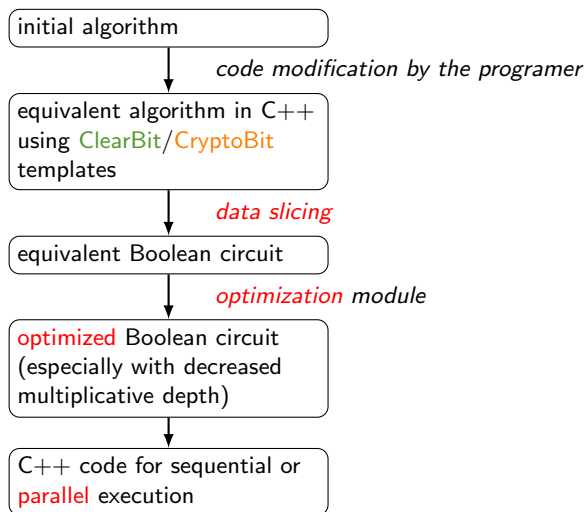 initial algorithm
code modification by the programer
equivalent algorithm in C++
using ClearBit/CryptoBit
templates
data slicing
equivalent Boolean circuit
optimization module
optimized Boolean circuit
(especially with decreased
multiplicative depth)
C++ code for sequential or
parallel execution